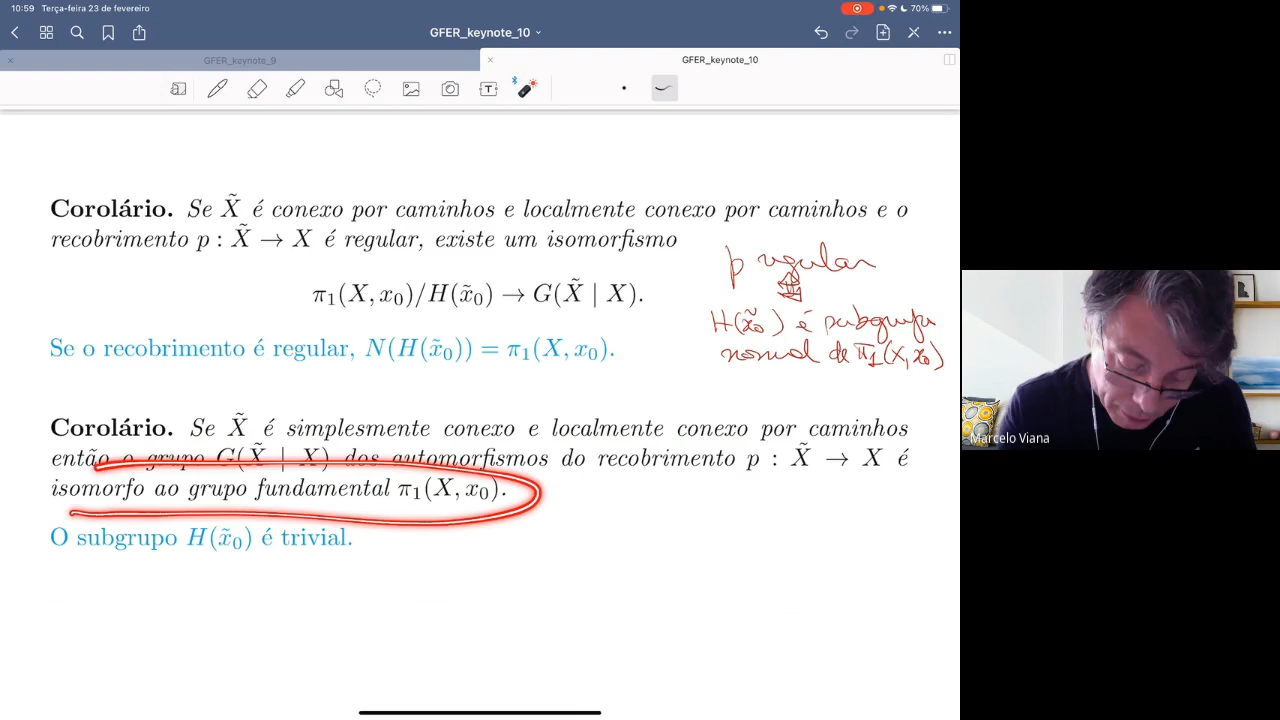 10:59 Terça-feira 23 de fevereiro
70%
GFER_keynote_10
GFER_keynote_9
GFER_keynote_10
T
Corolário. Se X̃ é conexo por caminhos e localmente conexo por caminhos e o
recobrimento p : X̃ → X é regular, existe um isomorfismo
π₁(X, x₀)/H(x̃₀) → G(X̃ | X).
p regular
H(x̃₀) é subgrupo
normal de π₁(X, x₀)
Se o recobrimento é regular, N(H(x̃₀)) = π₁(X, x₀).
Corolário. Se X̃ é simplesmente conexo e localmente conexo por caminhos
então o grupo G(X̃ | X) dos automorfismos do recobrimento p : X̃ → X é
isomorfo ao grupo fundamental π₁(X, x₀).
O subgrupo H(x̃₀) é trivial.
Marcelo Viana